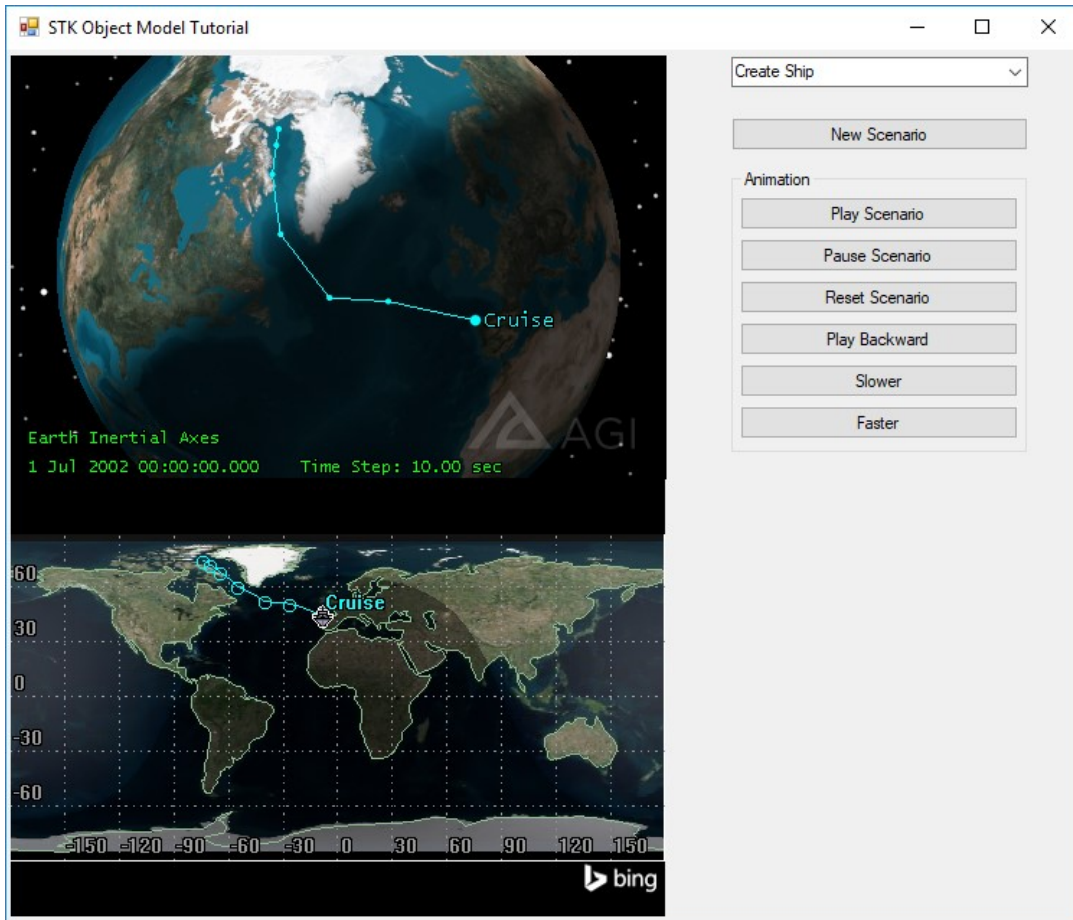 STK Object Model Tutorial
Create Ship
New Scenario
Animation
Play Scenario
Pause Scenario
Reset Scenario
Play Backward
Slower
Faster
Cruise
AGI
Earth Inertial Axes
1 Jul 2002 00:00:00.000 Time Step: 10.00 sec
60
Cruise
30
0
-30
-60
-150 -120 -90 -60 -30 0 30 60 90 120 150
bing